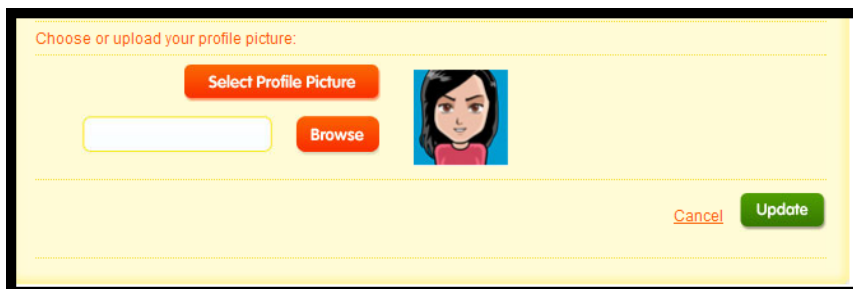 Choose or upload your profile picture:
Select Profile Picture
Browse
Cancel
Update